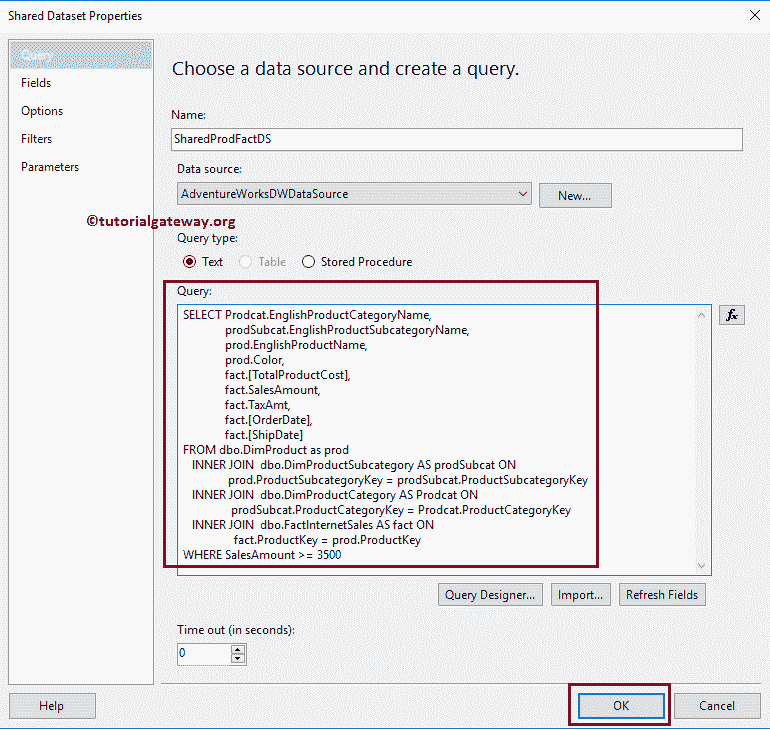 Shared Dataset Properties
Query
Fields
Options
Filters
Parameters
Choose a data source and create a query.
Name:
SharedProdFactDS
Data source:
AdventureWorksDWDataSource
New...
©tutorialgateway.org
Query type:
Text Table Stored Procedure
Query:
SELECT Prodcat.EnglishProductCategoryName,
prodSubcat.EnglishProductSubcategoryName,
prod.EnglishProductName,
prod.Color,
fact.[TotalProductCost],
fact.SalesAmount,
fact.TaxAmt,
fact.[OrderDate],
fact.[ShipDate]
FROM dbo.DimProduct as prod
INNER JOIN dbo.DimProductSubcategory AS prodSubcat ON
prod.ProductSubcategoryKey = prodSubcat.ProductSubcategoryKey
INNER JOIN dbo.DimProductCategory AS Prodcat ON
prodSubcat.ProductCategoryKey = Prodcat.ProductCategoryKey
INNER JOIN dbo.FactInternetSales AS fact ON
fact.ProductKey = prod.ProductKey
WHERE SalesAmount >= 3500
fx
Query Designer... Import... Refresh Fields
Time out (in seconds):
0
Help OK Cancel